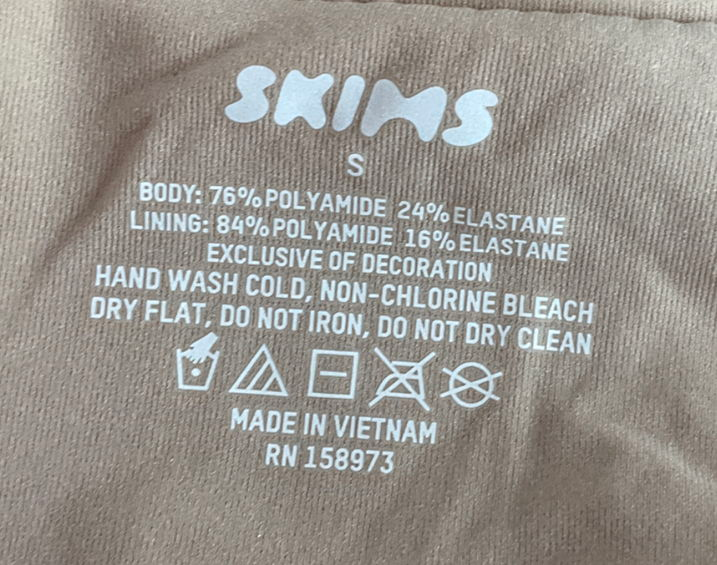 SKIMS
S
BODY: 76% POLYAMIDE 24% ELASTANE
LINING: 84% POLYAMIDE 16% ELASTANE
EXCLUSIVE OF DECORATION
HAND WASH COLD, NON-CHLORINE BLEACH
DRY FLAT, DO NOT IRON, DO NOT DRY CLEAN
MADE IN VIETNAM
RN 158973